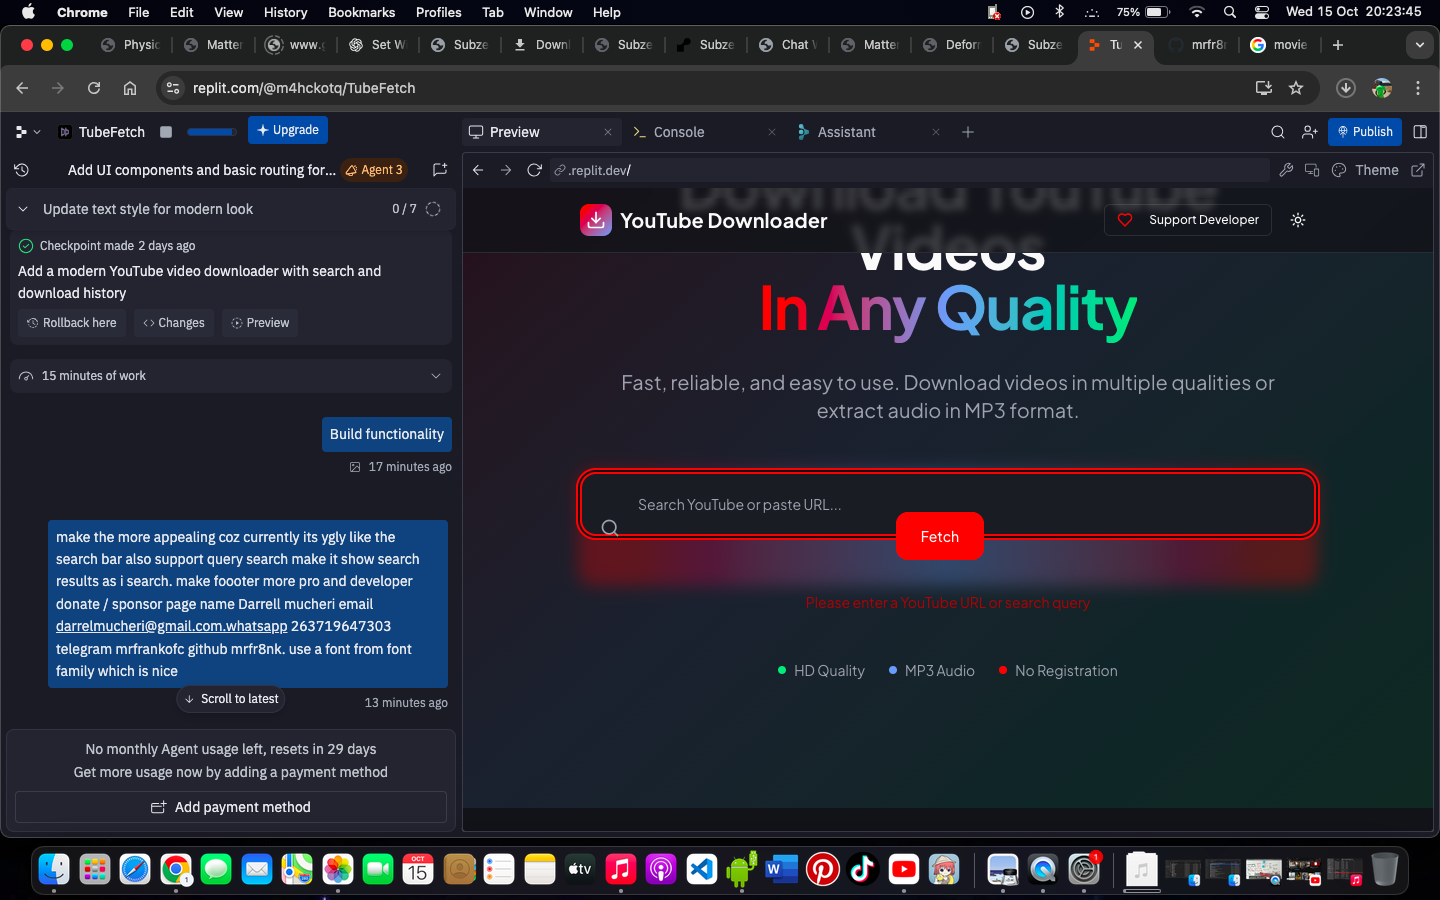 Chrome File Edit View History Bookmarks Profiles Tab Window Help 75% Wed 15 Oct 20:23:45
Physic Matter www.g Set W Subze Downl Subze Subze Chat W Matter Deforr Subze Tu mrfr8r movie
replit.com/@m4hckotq/TubeFetch
TubeFetch Upgrade Preview Console Assistant Publish
Add UI components and basic routing for... Agent 3
.replit.dev/ Theme
Update text style for modern look 0 / 7
Checkpoint made 2 days ago
Add a modern YouTube video downloader with search and
download history
Rollback here Changes Preview
15 minutes of work
Build functionality
17 minutes ago
make the more appealing coz currently its ygly like the
search bar also support query search make it show search
results as i search. make foooter more pro and developer
donate / sponsor page name Darrell mucheri email
darrelmucheri@gmail.com.whatsapp 263719647303
telegram mrfrankofc github mrfr8nk. use a font from font
family which is nice
Scroll to latest
13 minutes ago
No monthly Agent usage left, resets in 29 days
Get more usage now by adding a payment method
Add payment method
Download YouTube
YouTube Downloader Support Developer
Videos
In Any Quality
Fast, reliable, and easy to use. Download videos in multiple qualities or
extract audio in MP3 format.
Search YouTube or paste URL...
Fetch
Please enter a YouTube URL or search query
HD Quality MP3 Audio No Registration
OCT
15
tv
W
1
1